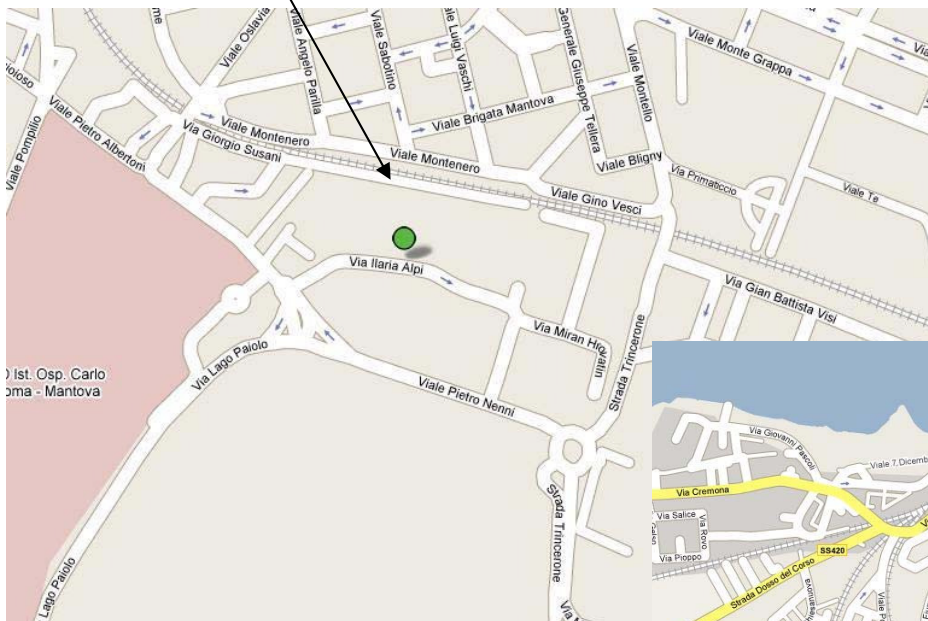 Viale Oslavia
Viale Angelo Parilla
Viale Sabotino
Viale Luigi Vaschi
Generale Giuseppe Tellera
Viale Montello
Viale Monte Grappa
Viale Pompilio
Viale Pietro Albertoni
Via Giorgio Susani
Viale Montenero
Viale Montenero
Viale Brigata Mantova
Viale Bligny
Via Primaticcio
Viale Te
Viale Gino Vesci
Via Ilaria Alpi
Via Gian Battista Visi
Via Miran Hrovatin
Strada Trincerone
Via Lago Paiolo
Ist. Osp. Carlo
oma - Mantova
Viale Pietro Nenni
Strada Trincerone
Lago Paiolo
Via Giovanni Pascoli
Viale 7 Dicemb
Via Cremona
Via Salice
Via Rovo
Via Pioppo
SS420
Strada Dosso del Corso